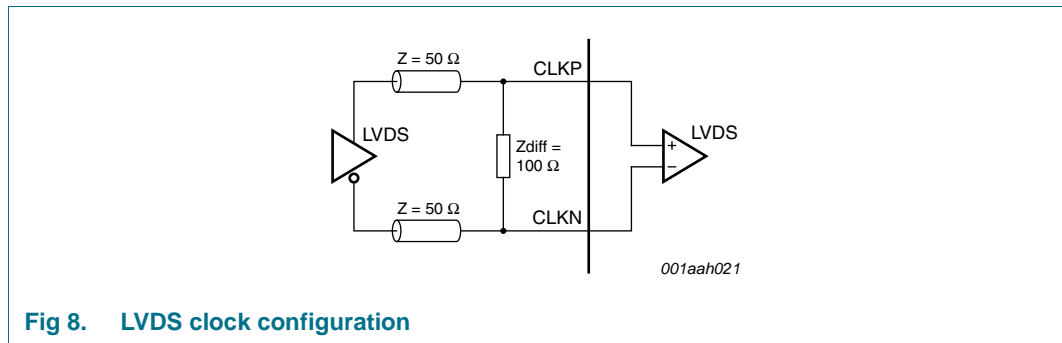 Z = 50 Ω
CLKP
LVDS
Zdiff =
100 Ω
LVDS
+
−
Z = 50 Ω
CLKN
001aah021
Fig 8. LVDS clock configuration